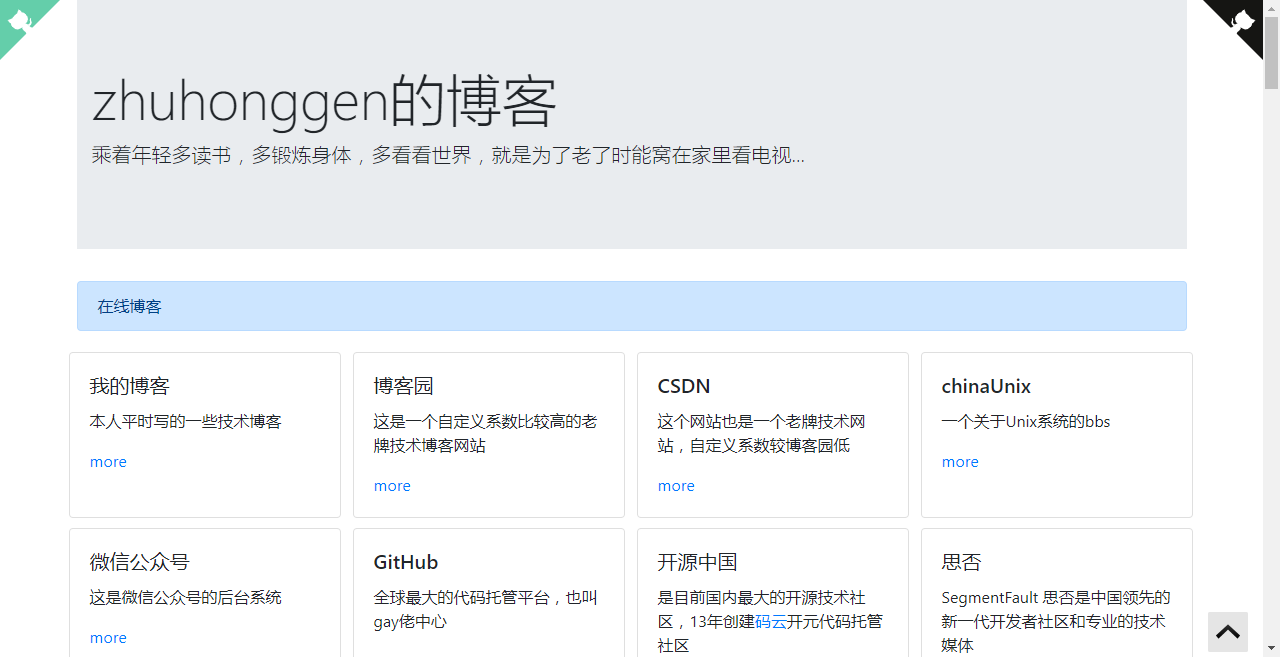 zhuhonggen的博客
乘着年轻多读书，多锻炼身体，多看看世界，就是为了老了时能窝在家里看电视...
在线博客
我的博客
本人平时写的一些技术博客
more
博客园
这是一个自定义系数比较高的老
牌技术博客网站
more
CSDN
这个网站也是一个老牌技术网
站，自定义系数较博客园低
more
chinaUnix
一个关于Unix系统的bbs
more
微信公众号
这是微信公众号的后台系统
more
GitHub
全球最大的代码托管平台，也叫
gay佬中心
开源中国
是目前国内最大的开源技术社
区，13年创建码云开元代码托管
社区
思否
SegmentFault 思否是中国领先的
新一代开发者社区和专业的技术
媒体